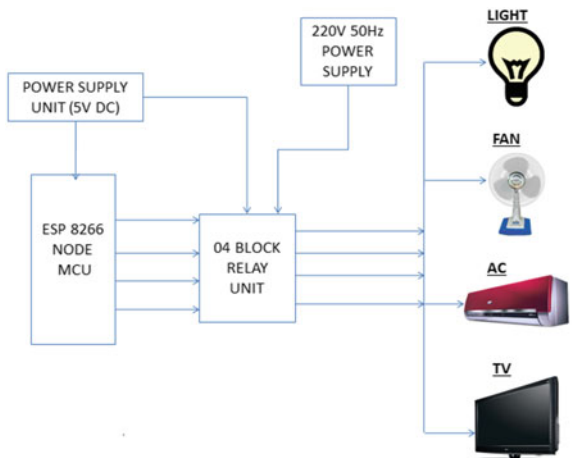 LIGHT
220V 50Hz
POWER
SUPPLY
POWER SUPPLY
UNIT (5V DC)
FAN
ESP 8266
NODE
MCU
04 BLOCK
RELAY
UNIT
AC
TV